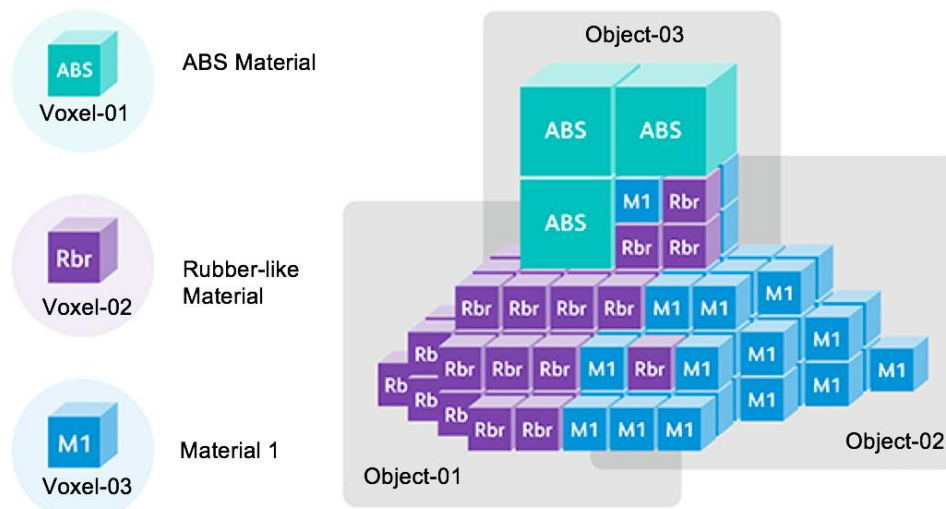 ABS
Voxel-01
ABS Material
Rbr
Voxel-02
Rubber-like
Material
M1
Voxel-03
Material 1
Object-03
ABS ABS
ABS M1 Rbr
Rbr Rbr
Rbr Rbr Rbr Rbr M1 M1 M1
Rb Rbr Rbr Rbr M1 Rbr M1 M1 M1 M1
Rb Rb Rb M1 M1
Rbr Rbr M1 M1 M1
Object-02
Object-01